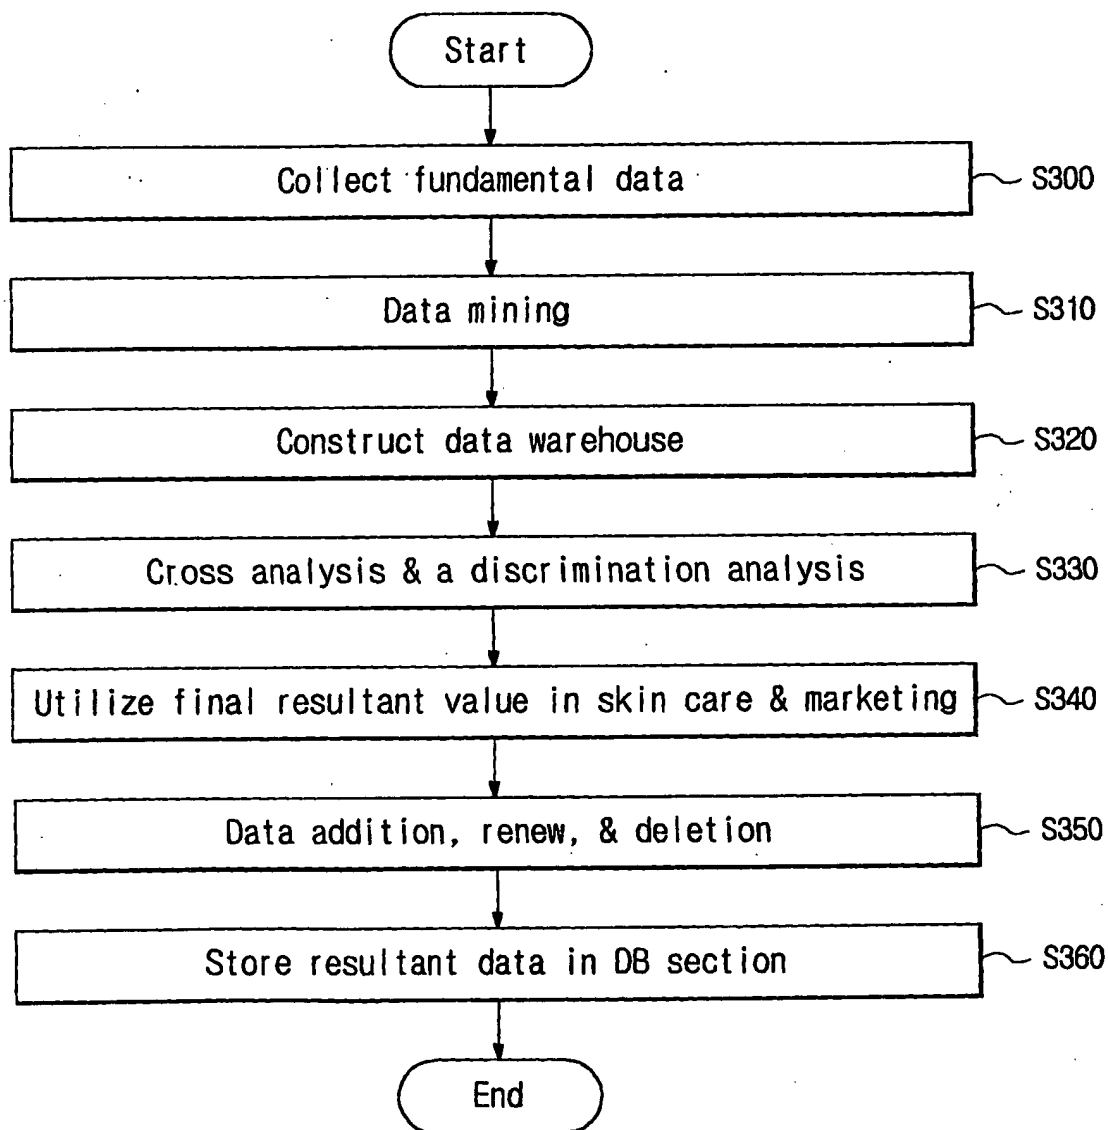 Start
Collect fundamental data
S300
Data mining
S310
Construct data warehouse
S320
Cross analysis & a discrimination analysis
S330
Utilize final resultant value in skin care & marketing
S340
Data addition, renew, & deletion
S350
Store resultant data in DB section
S360
End